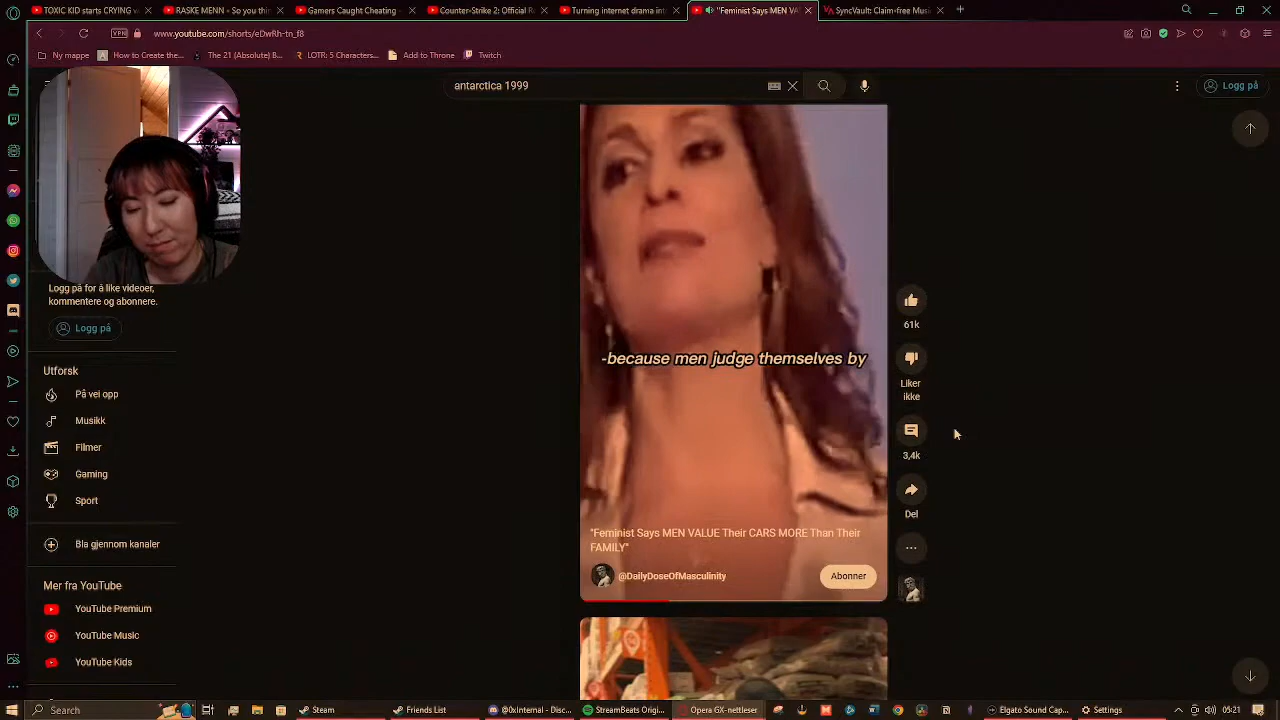 TOXIC kid starts CRYING v
RASKE MENN - So you thir
Gamers Caught Cheating -
Counter-Strike 2: Official R
Turning internet drama int
"Feminist Says MEN VA
SyncVault: Claim-free Musi
VPN
www.youtube.com/shorts/eDwRh-tn_f8
Ny mappe
How to Create the...
The 21 (Absolute) B...
LOTR: 5 Characters...
Add to Throne
Twitch
antarctica 1999
Logg på
Logg på for å like videoer,
kommentere og abonnere.
Logg på
Utforsk
På vei opp
Musikk
Filmer
Gaming
Sport
Bla gjennom kanaler
Mer fra YouTube
YouTube Premium
YouTube Music
YouTube Kids
-because men judge themselves by
"Feminist Says MEN VALUE Their CARS MORE Than Their
FAMILY"
@DailyDoseOfMasculinity
Abonner
61k
Liker
ikke
3,4k
Del
Search
Steam
Friends List
@0xInternal - Disc...
StreamBeats Origi...
Opera GX-nettleser
Elgato Sound Cap...
Settings